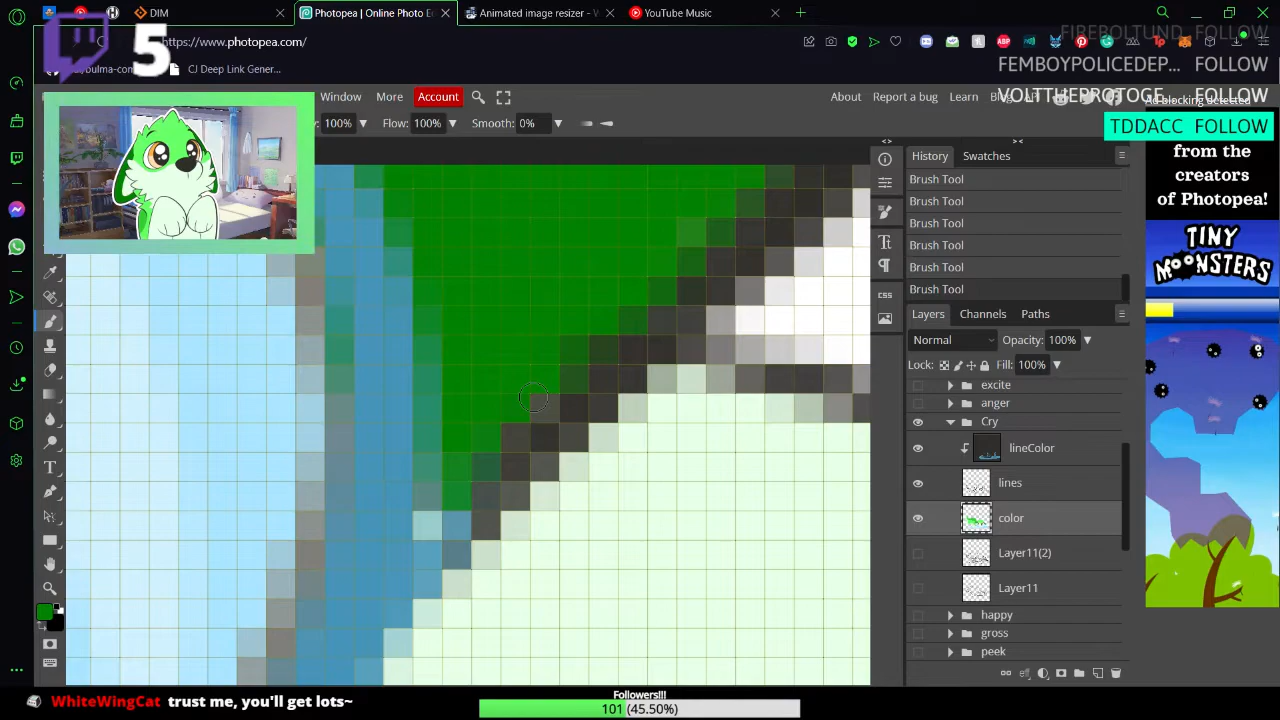 5
DIM
Photopea | Online Photo E
Animated image resizer - W
YouTube Music
https://www.photopea.com/
FIREBOLTUND FOLLOW
FEMBOYPOLICEDEP... FOLLOW
VOLTTHEPROTOGE... FOLLOW
TDDACC FOLLOW
CJ Deep Link Gener...
Window
More
Account
About
Report a bug
Learn
100%
Flow: 100%
Smooth: 0%
from the
creators
of Photopea!
TINY
MOONSTERS
History
Swatches
Brush Tool
Brush Tool
Brush Tool
Brush Tool
Brush Tool
Brush Tool
CSS
Layers
Channels
Paths
Normal
Opacity: 100%
Lock:
Fill: 100%
excite
anger
Cry
lineColor
lines
color
Layer11(2)
Layer11
happy
gross
peek
WhiteWingCat trust me, you'll get lots~
Followers!!!
101 (45.50%)